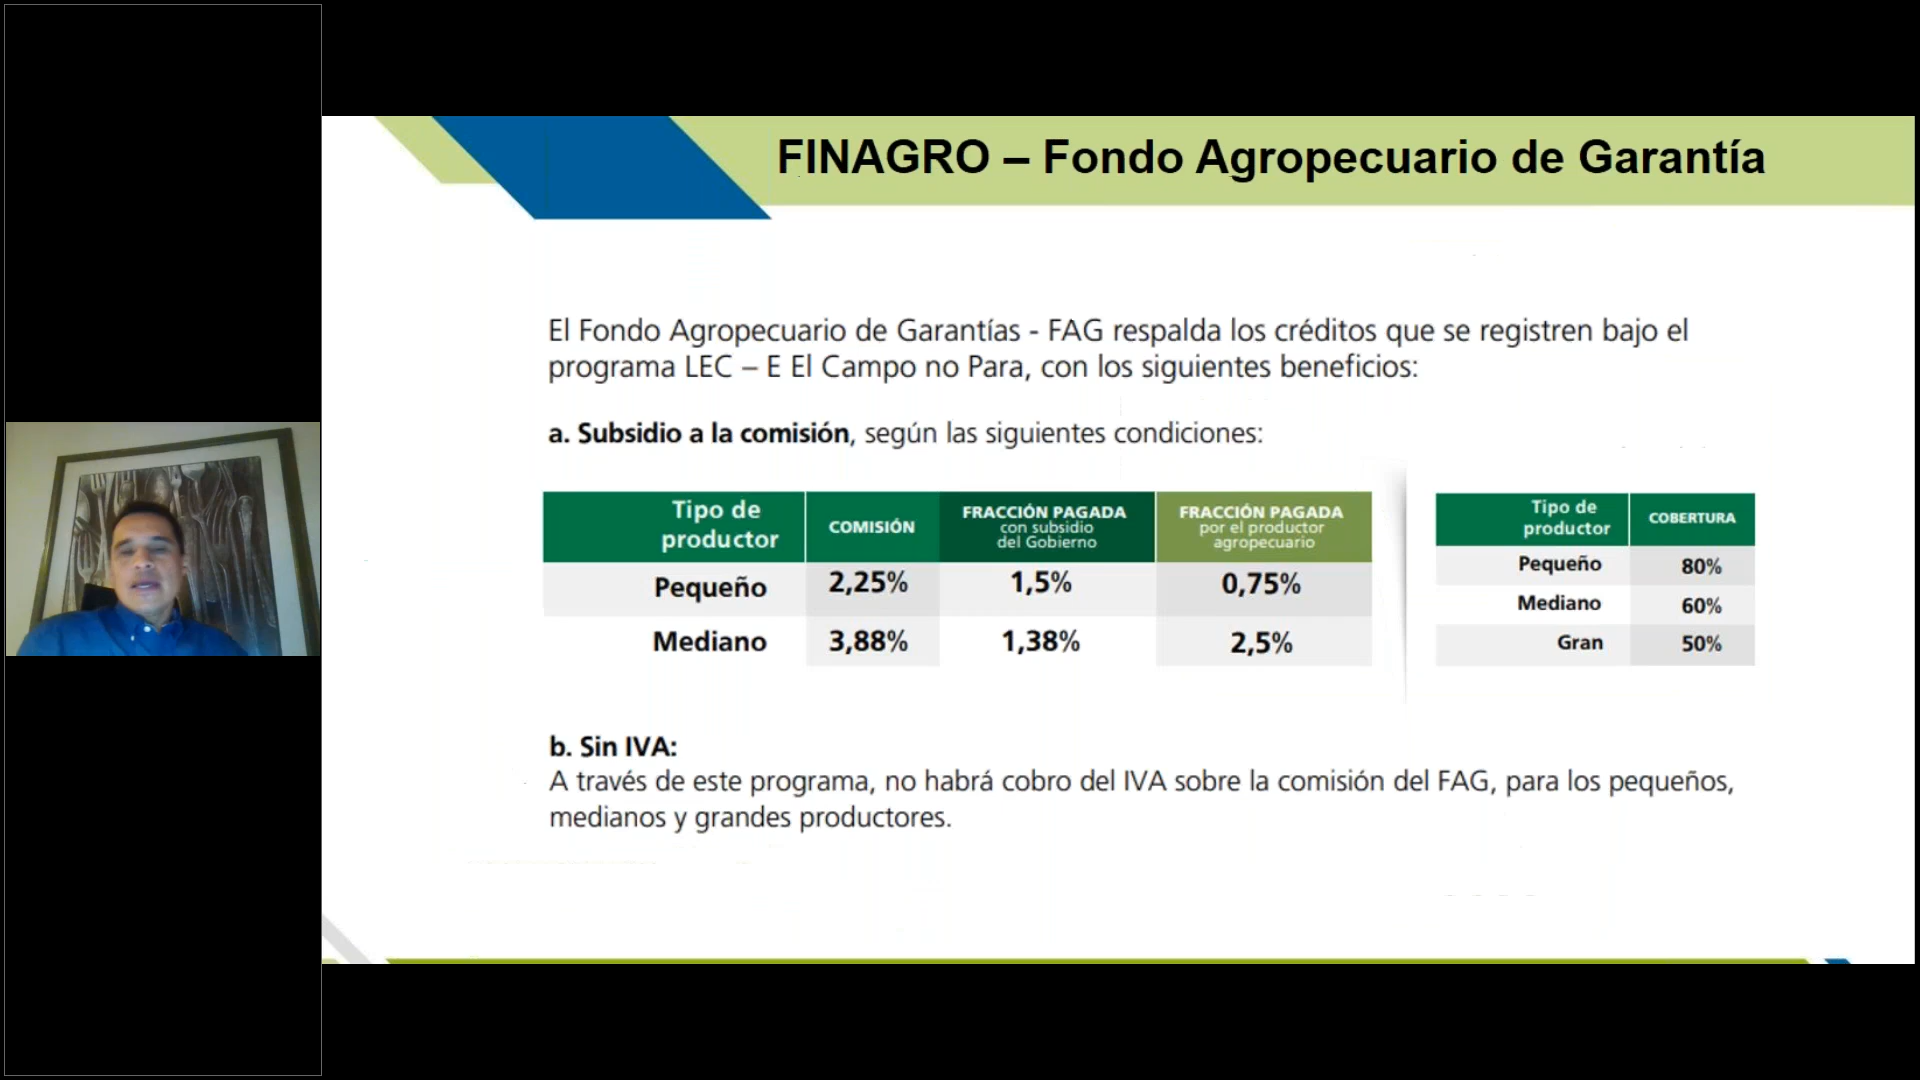 FINAGRO – Fondo Agropecuario de Garantía
El Fondo Agropecuario de Garantías - FAG respalda los créditos que se registren bajo el
programa LEC – E El Campo no Para, con los siguientes beneficios:
a. Subsidio a la comisión, según las siguientes condiciones:
Tipo de
productor
COMISIÓN
FRACCIÓN PAGADA
con subsidio
del Gobierno
FRACCIÓN PAGADA
por el productor
agropecuario
Pequeño 2,25% 1,5% 0,75%
Mediano 3,88% 1,38% 2,5%
Tipo de
productor
COBERTURA
Pequeño 80%
Mediano 60%
Gran 50%
b. Sin IVA:
A través de este programa, no habrá cobro del IVA sobre la comisión del FAG, para los pequeños,
medianos y grandes productores.